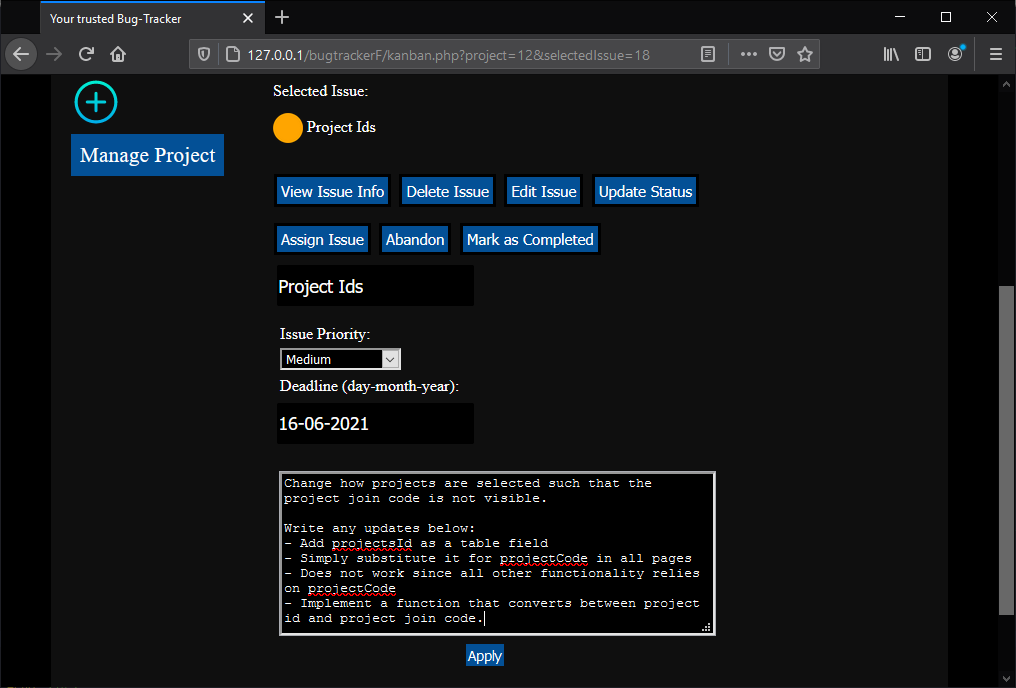 Your trusted Bug-Tracker
127.0.0.1/bugtrackerF/kanban.php?project=12&selectedIssue=18
Selected Issue:
Project Ids
Manage Project
View Issue Info Delete Issue Edit Issue Update Status
Assign Issue Abandon Mark as Completed
Project Ids
Issue Priority:
Medium
Deadline (day-month-year):
16-06-2021
Change how projects are selected such that the
project join code is not visible.
Write any updates below:
- Add projectsId as a table field
- Simply substitute it for projectCode in all pages
- Does not work since all other functionality relies
on projectCode
- Implement a function that converts between project
id and project join code.
Apply